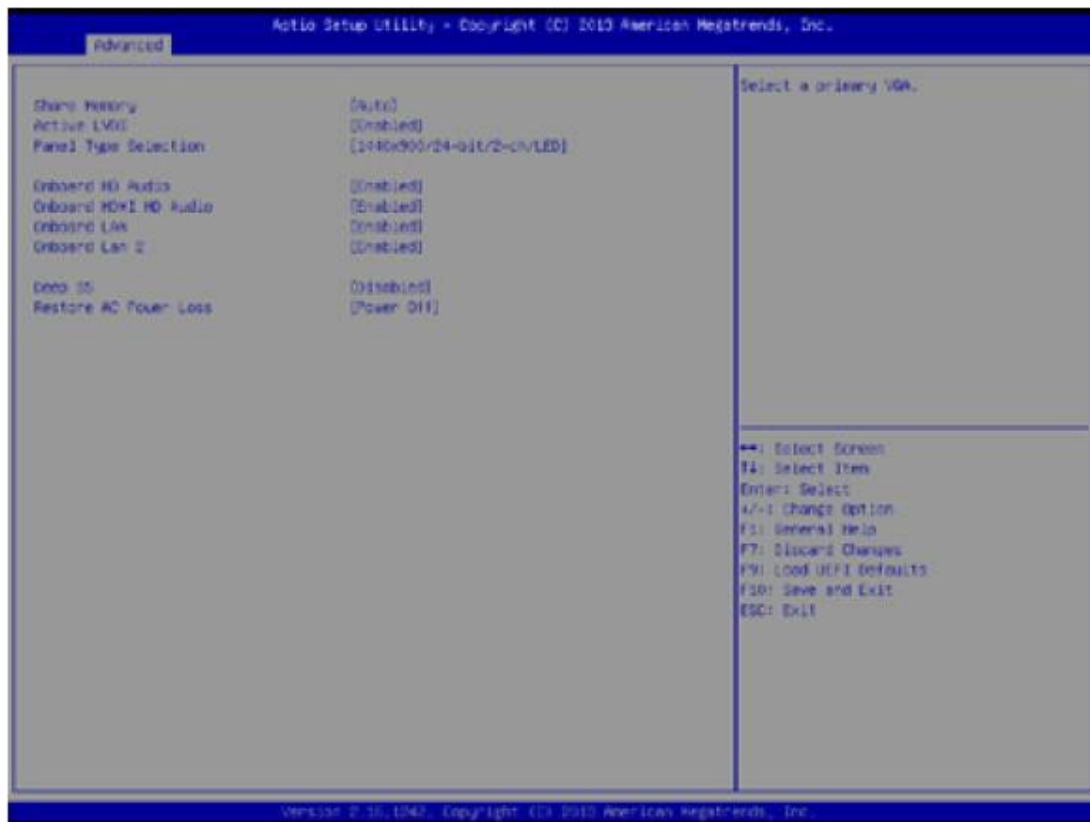 Aptio Setup Utility - Copyright (C) 2013 American Megatrends, Inc.
Advanced
Share Memory [Auto]
Active LVDS [Enabled]
Panel Type Selection [1440x900/24-bit/2-ch/LED]
Onboard HD Audio [Enabled]
Onboard HDMI HD Audio [Enabled]
Onboard LAN [Enabled]
Onboard Lan 2 [Enabled]
Deep S5 [Disabled]
Restore AC Power Loss [Power Off]
Select a primary VGA.
↔: Select Screen
↑↓: Select Item
Enter: Select
+/-: Change Option
F1: General Help
F7: Discard Changes
F9: Load UEFI Defaults
F10: Save and Exit
ESC: Exit
Version 2.16.1242. Copyright (C) 2013 American Megatrends, Inc.